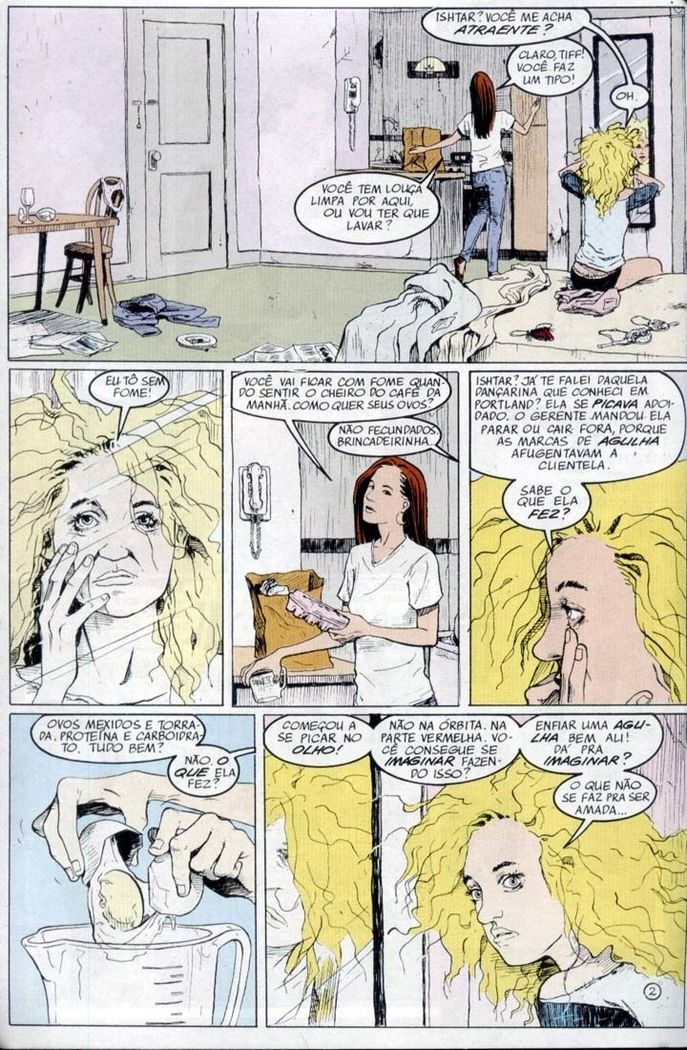 ISHTAR? VOCÊ ME ACHA
ATRAENTE?
CLARO, TIFF!
VOCÊ FAZ
UM TIPO!
OH.
VOCÊ TEM LOUÇA
LIMPA POR AQUI,
OU VOU TER QUE
LAVAR?
EU TÔ SEM
FOME!
VOCÊ VAI FICAR COM FOME QUAN-
DO SENTIR O CHEIRO DO CAFÉ DA
MANHÃ. COMO QUER SEUS OVOS?
NÃO FECUNDADOS.
BRINCADEIRINHA.
ISHTAR? JÁ TE FALEI DAQUELA
DANÇARINA QUE CONHECI EM
PORTLAND? ELA SE PICAVA ADOI-
DADO. O GERENTE MANDOU ELA
PARAR OU CAIR FORA, PORQUE
AS MARCAS DE AGULHA
AFUGENTAVAM A
CLIENTELA.
SABE O
QUE ELA
FEZ?
OVOS MEXIDOS E TORRA-
DA. PROTEÍNA E CARBOIDRA-
TO. TUDO BEM?
NÃO. O
QUE ELA
FEZ?
COMEÇOU A
SE PICAR NO
OLHO!
NÃO NA ÓRBITA. NA
PARTE VERMELHA. VO-
CÊ CONSEGUE SE
IMAGINAR FAZEN-
DO ISSO?
ENFIAR UMA AGU-
LHA BEM ALI!
DÁ PRA
IMAGINAR?
O QUE NÃO
SE FAZ PRA SER
AMADA...
2